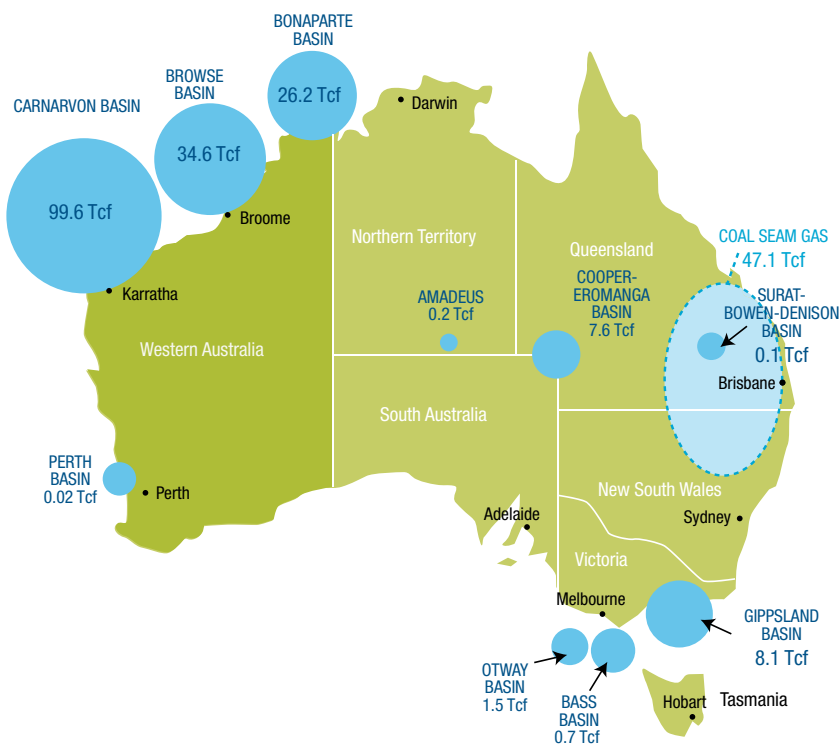 BONAPARTE
BASIN
26.2 Tcf
BROWSE
BASIN
34.6 Tcf
CARNARVON BASIN
99.6 Tcf
Darwin
Broome
Karratha
Northern Territory
Queensland
COAL SEAM GAS
47.1 Tcf
AMADEUS
0.2 Tcf
COOPER-
EROMANGA
BASIN
7.6 Tcf
SURAT-
BOWEN-DENISON
BASIN
0.1 Tcf
Western Australia
Brisbane
South Australia
PERTH
BASIN
0.02 Tcf
Perth
New South Wales
Adelaide
Sydney
Victoria
Melbourne
GIPPSLAND
BASIN
8.1 Tcf
OTWAY
BASIN
1.5 Tcf
BASS
BASIN
0.7 Tcf
Hobart
Tasmania